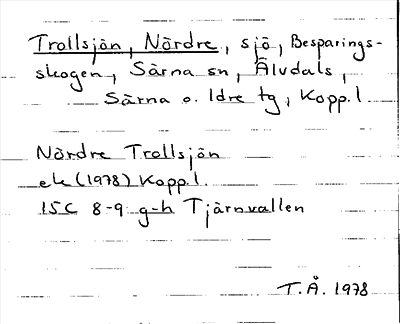 Trollsjön, Nördre, sjö, Besparings-
skogen, Särna sn, Älvdals,
Särna o. Idre tg, Kopp.l.
Nördre Trollsjön
ek (1978) Kopp.l.
15C 8-9 g-h Tjärnvallen
T.Å. 1978